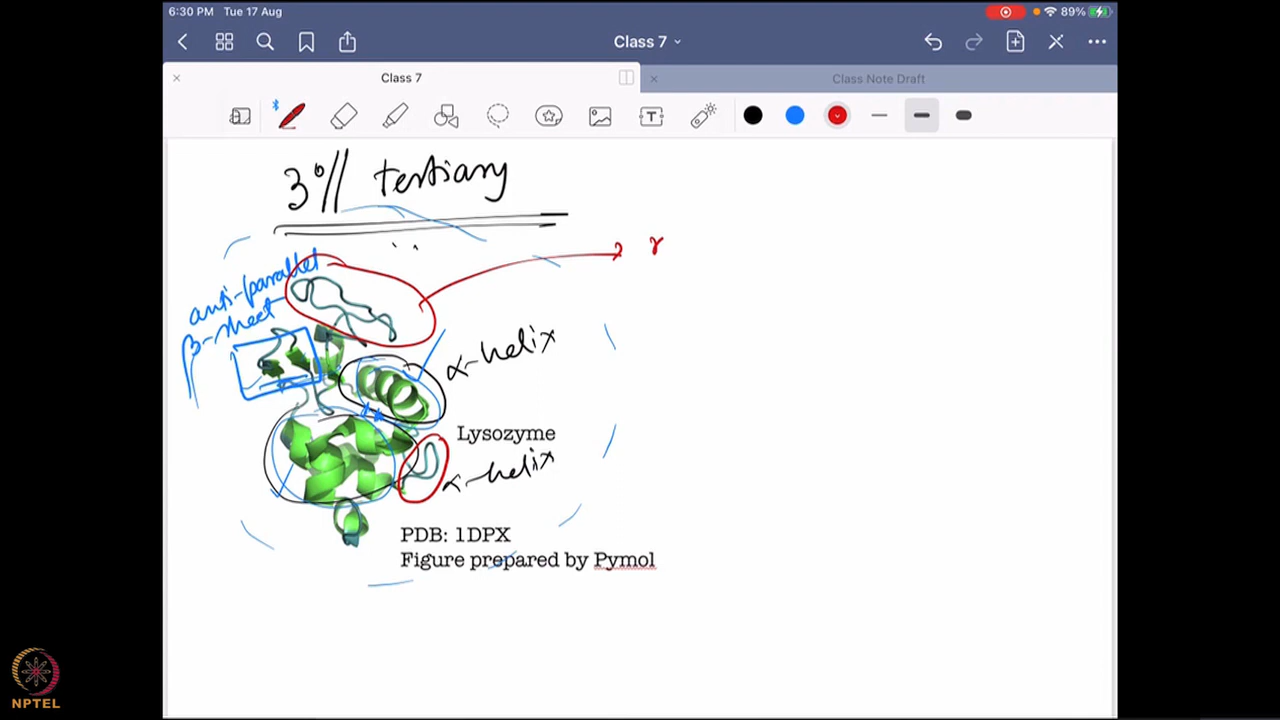 6:30 PM Tue 17 Aug
89%
Class 7
Class 7
Class Note Draft
T
3°// tertiary
anti-parallel
β-sheet
r
α-helix
Lysozyme
α-helix
PDB: 1DPX
Figure prepared by Pymol
NPTEL